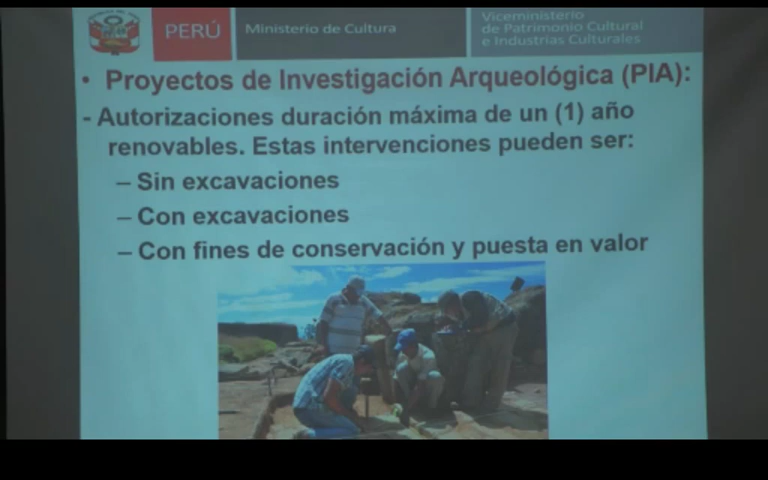 PERÚ
Ministerio de Cultura
Viceministerio
de Patrimonio Cultural
e Industrias Culturales
• Proyectos de Investigación Arqueológica (PIA):
- Autorizaciones duración máxima de un (1) año
renovables. Estas intervenciones pueden ser:
– Sin excavaciones
– Con excavaciones
– Con fines de conservación y puesta en valor